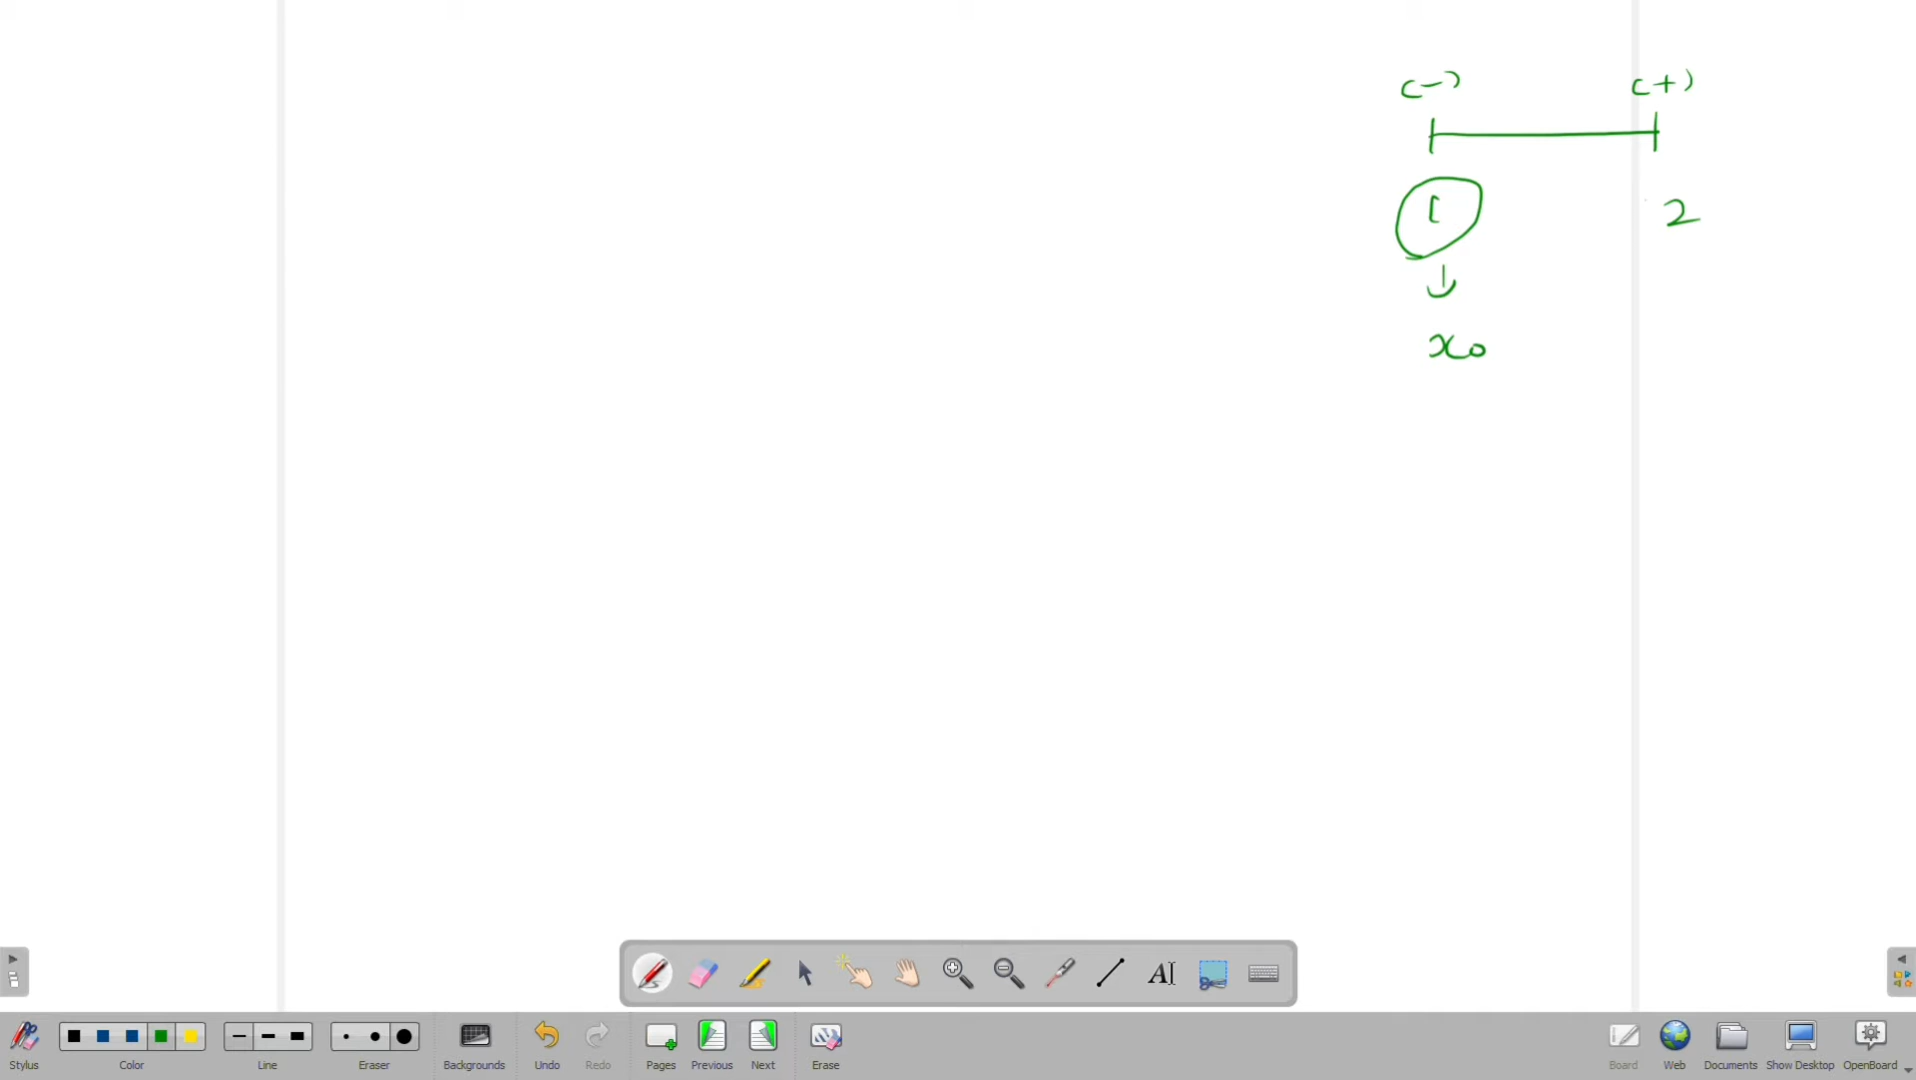 (-) (+)
1 2
x0
AI
Stylus Color Line Eraser Backgrounds Undo Redo Pages Previous Next Erase Board Web Documents Show Desktop OpenBoard